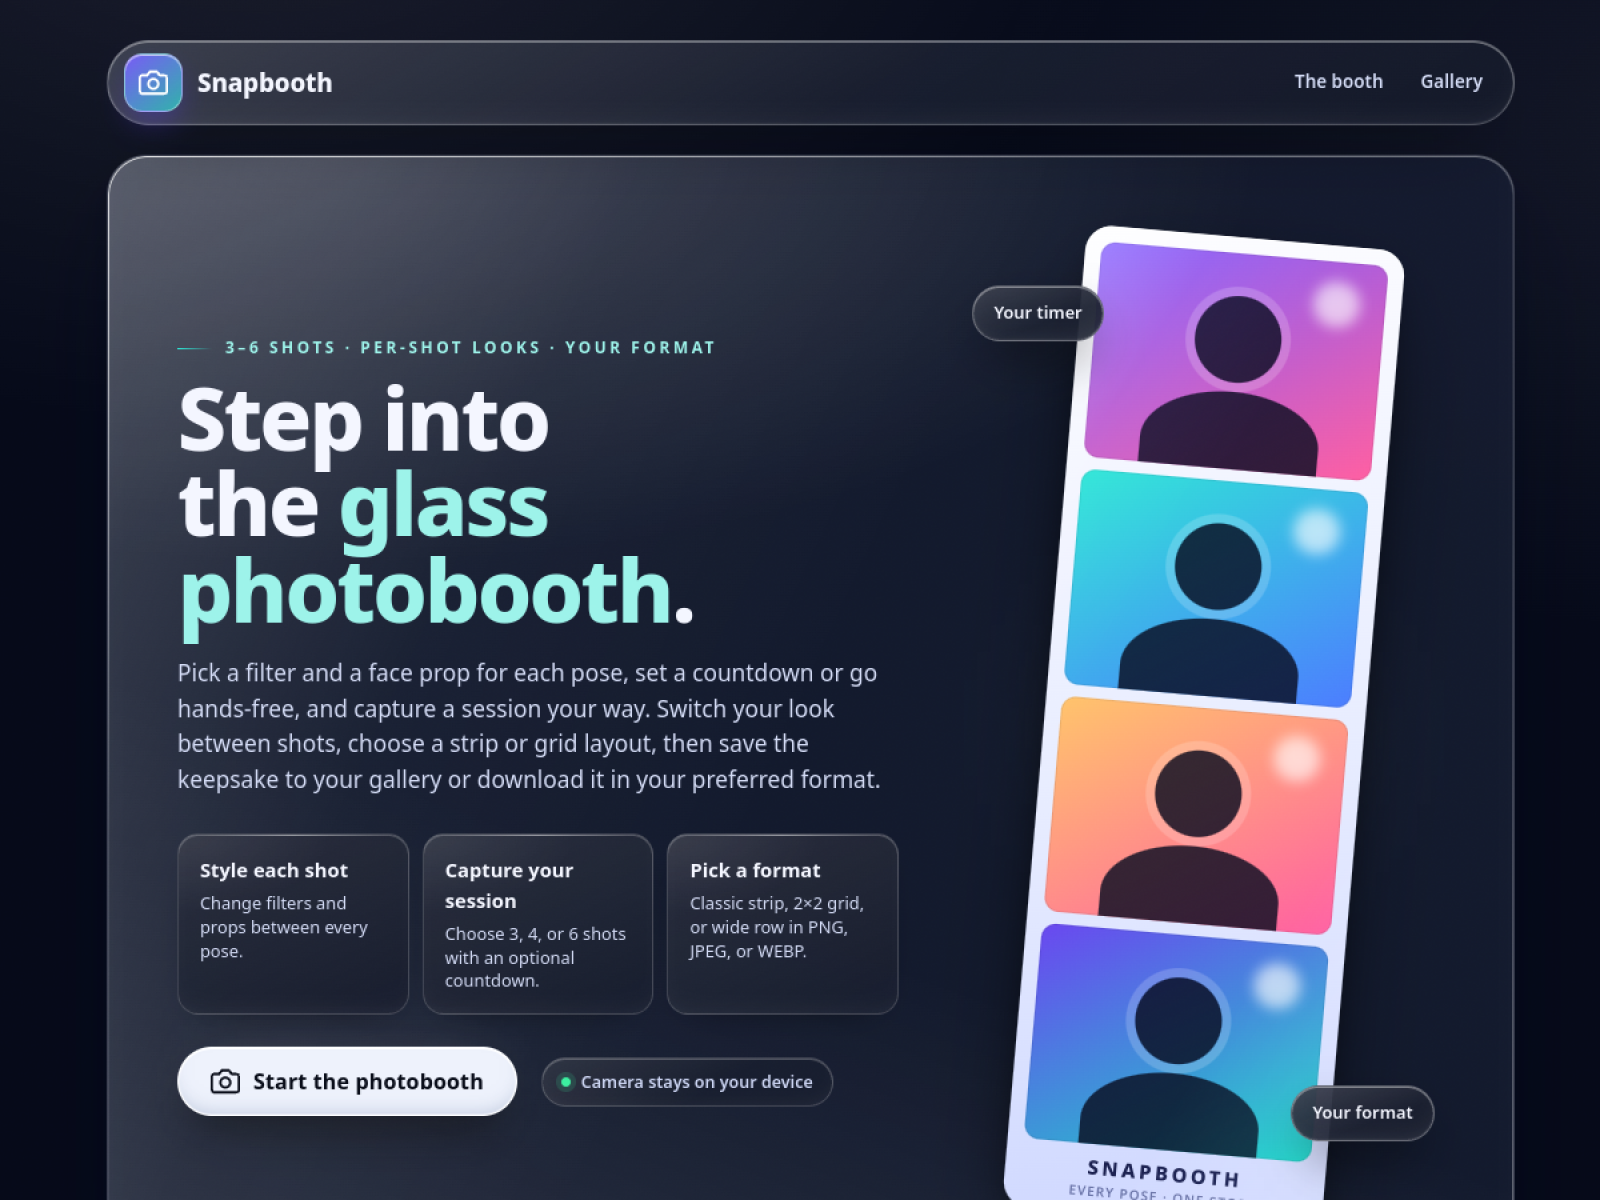 Snapbooth
The booth
Gallery
3–6 SHOTS · PER-SHOT LOOKS · YOUR FORMAT
Step into
the glass
photobooth.
Pick a filter and a face prop for each pose, set a countdown or go
hands-free, and capture a session your way. Switch your look
between shots, choose a strip or grid layout, then save the
keepsake to your gallery or download it in your preferred format.
Style each shot
Change filters and
props between every
pose.
Capture your
session
Choose 3, 4, or 6 shots
with an optional
countdown.
Pick a format
Classic strip, 2×2 grid,
or wide row in PNG,
JPEG, or WEBP.
Start the photobooth
Camera stays on your device
Your timer
Your format
SNAPBOOTH
EVERY POSE · ONE